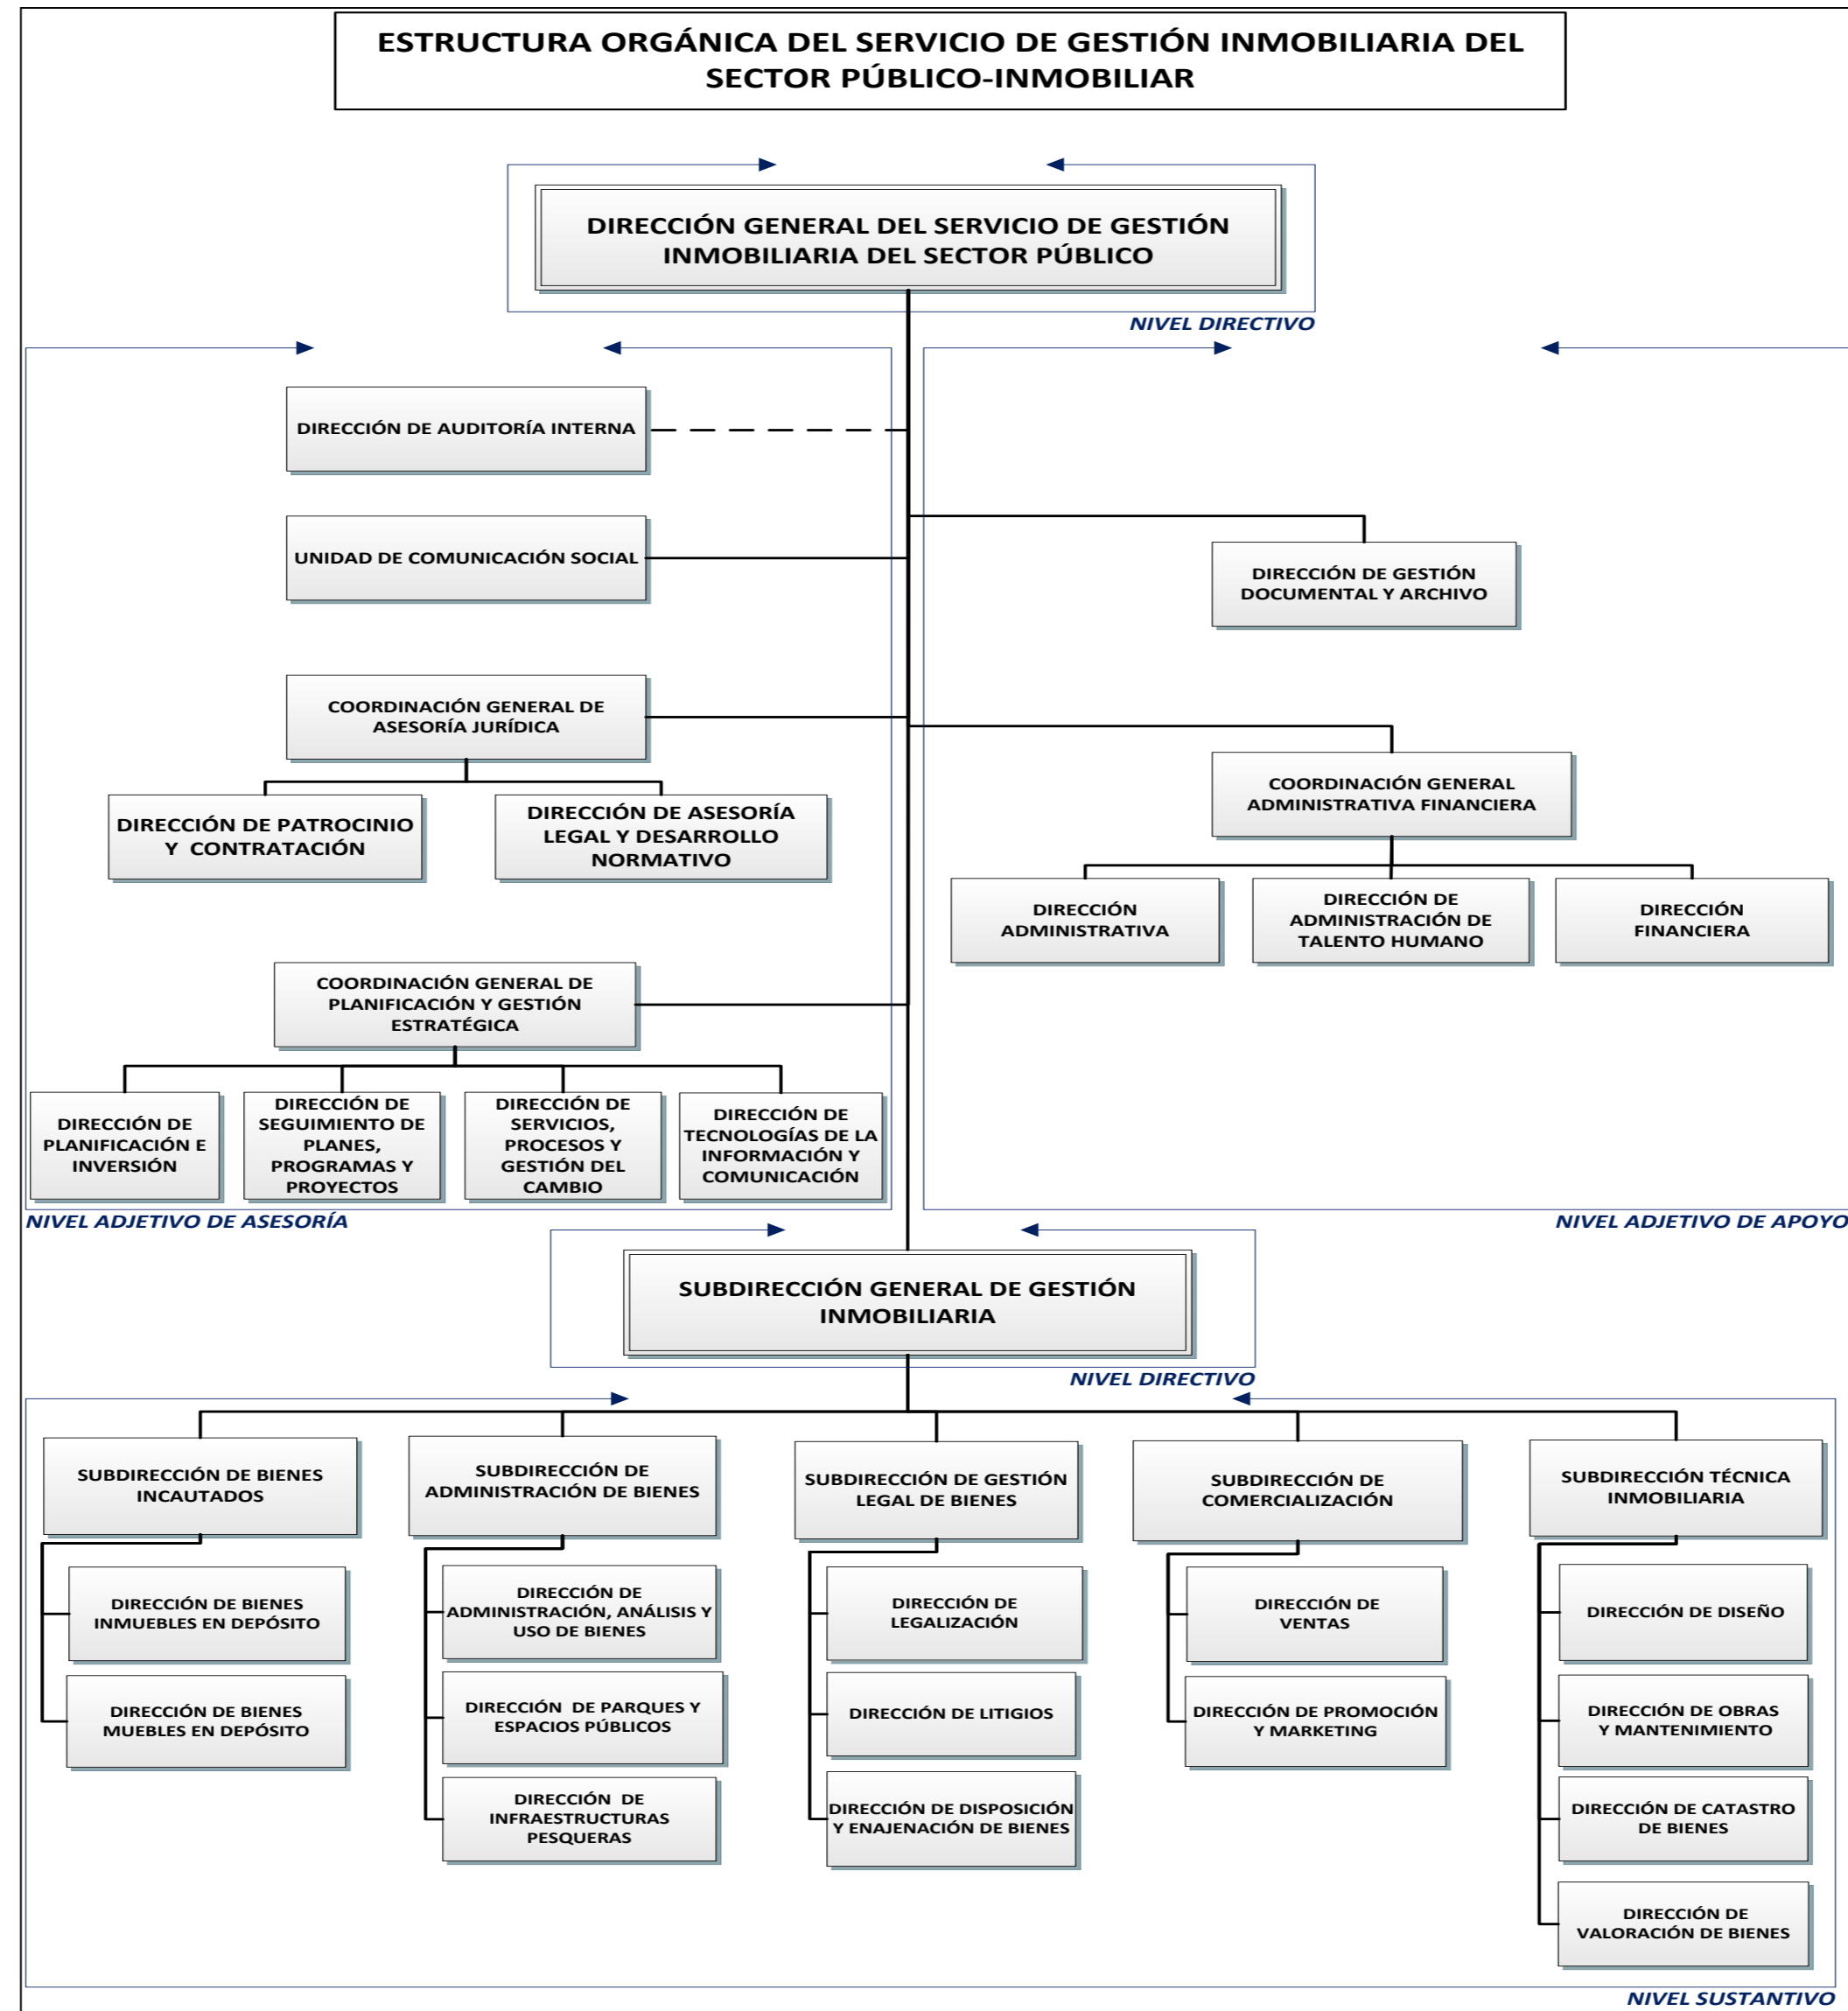 ESTRUCTURA ORGÁNICA DEL SERVICIO DE GESTIÓN INMOBILIARIA DEL
SECTOR PÚBLICO-INMOBILIAR
DIRECCIÓN GENERAL DEL SERVICIO DE GESTIÓN
INMOBILIARIA DEL SECTOR PÚBLICO
NIVEL DIRECTIVO
DIRECCIÓN DE AUDITORÍA INTERNA
UNIDAD DE COMUNICACIÓN SOCIAL
DIRECCIÓN DE GESTIÓN
DOCUMENTAL Y ARCHIVO
COORDINACIÓN GENERAL DE
ASESORÍA JURÍDICA
DIRECCIÓN DE PATROCINIO
Y CONTRATACIÓN
DIRECCIÓN DE ASESORÍA
LEGAL Y DESARROLLO
NORMATIVO
COORDINACIÓN GENERAL
ADMINISTRATIVA FINANCIERA
DIRECCIÓN
ADMINISTRATIVA
DIRECCIÓN DE
ADMINISTRACIÓN DE
TALENTO HUMANO
DIRECCIÓN
FINANCIERA
COORDINACIÓN GENERAL DE
PLANIFICACIÓN Y GESTIÓN
ESTRATÉGICA
DIRECCIÓN DE
PLANIFICACIÓN E
INVERSIÓN
DIRECCIÓN DE
SEGUIMIENTO DE
PLANES,
PROGRAMAS Y
PROYECTOS
DIRECCIÓN DE
SERVICIOS,
PROCESOS Y
GESTIÓN DEL
CAMBIO
DIRECCIÓN DE
TECNOLOGÍAS DE LA
INFORMACIÓN Y
COMUNICACIÓN
NIVEL ADJETIVO DE ASESORÍA
NIVEL ADJETIVO DE APOYO
SUBDIRECCIÓN GENERAL DE GESTIÓN
INMOBILIARIA
NIVEL DIRECTIVO
SUBDIRECCIÓN DE BIENES
INCAUTADOS
DIRECCIÓN DE BIENES
INMUEBLES EN DEPÓSITO
DIRECCIÓN DE BIENES
MUEBLES EN DEPÓSITO
SUBDIRECCIÓN DE
ADMINISTRACIÓN DE BIENES
DIRECCIÓN DE
ADMINISTRACIÓN, ANÁLISIS Y
USO DE BIENES
DIRECCIÓN DE PARQUES Y
ESPACIOS PÚBLICOS
DIRECCIÓN DE
INFRAESTRUCTURAS
PESQUERAS
SUBDIRECCIÓN DE GESTIÓN
LEGAL DE BIENES
DIRECCIÓN DE
LEGALIZACIÓN
DIRECCIÓN DE LITIGIOS
DIRECCIÓN DE DISPOSICIÓN
Y ENAJENACIÓN DE BIENES
SUBDIRECCIÓN DE
COMERCIALIZACIÓN
DIRECCIÓN DE
VENTAS
DIRECCIÓN DE PROMOCIÓN
Y MARKETING
SUBDIRECCIÓN TÉCNICA
INMOBILIARIA
DIRECCIÓN DE DISEÑO
DIRECCIÓN DE OBRAS
Y MANTENIMIENTO
DIRECCIÓN DE CATASTRO
DE BIENES
DIRECCIÓN DE
VALORACIÓN DE BIENES
NIVEL SUSTANTIVO